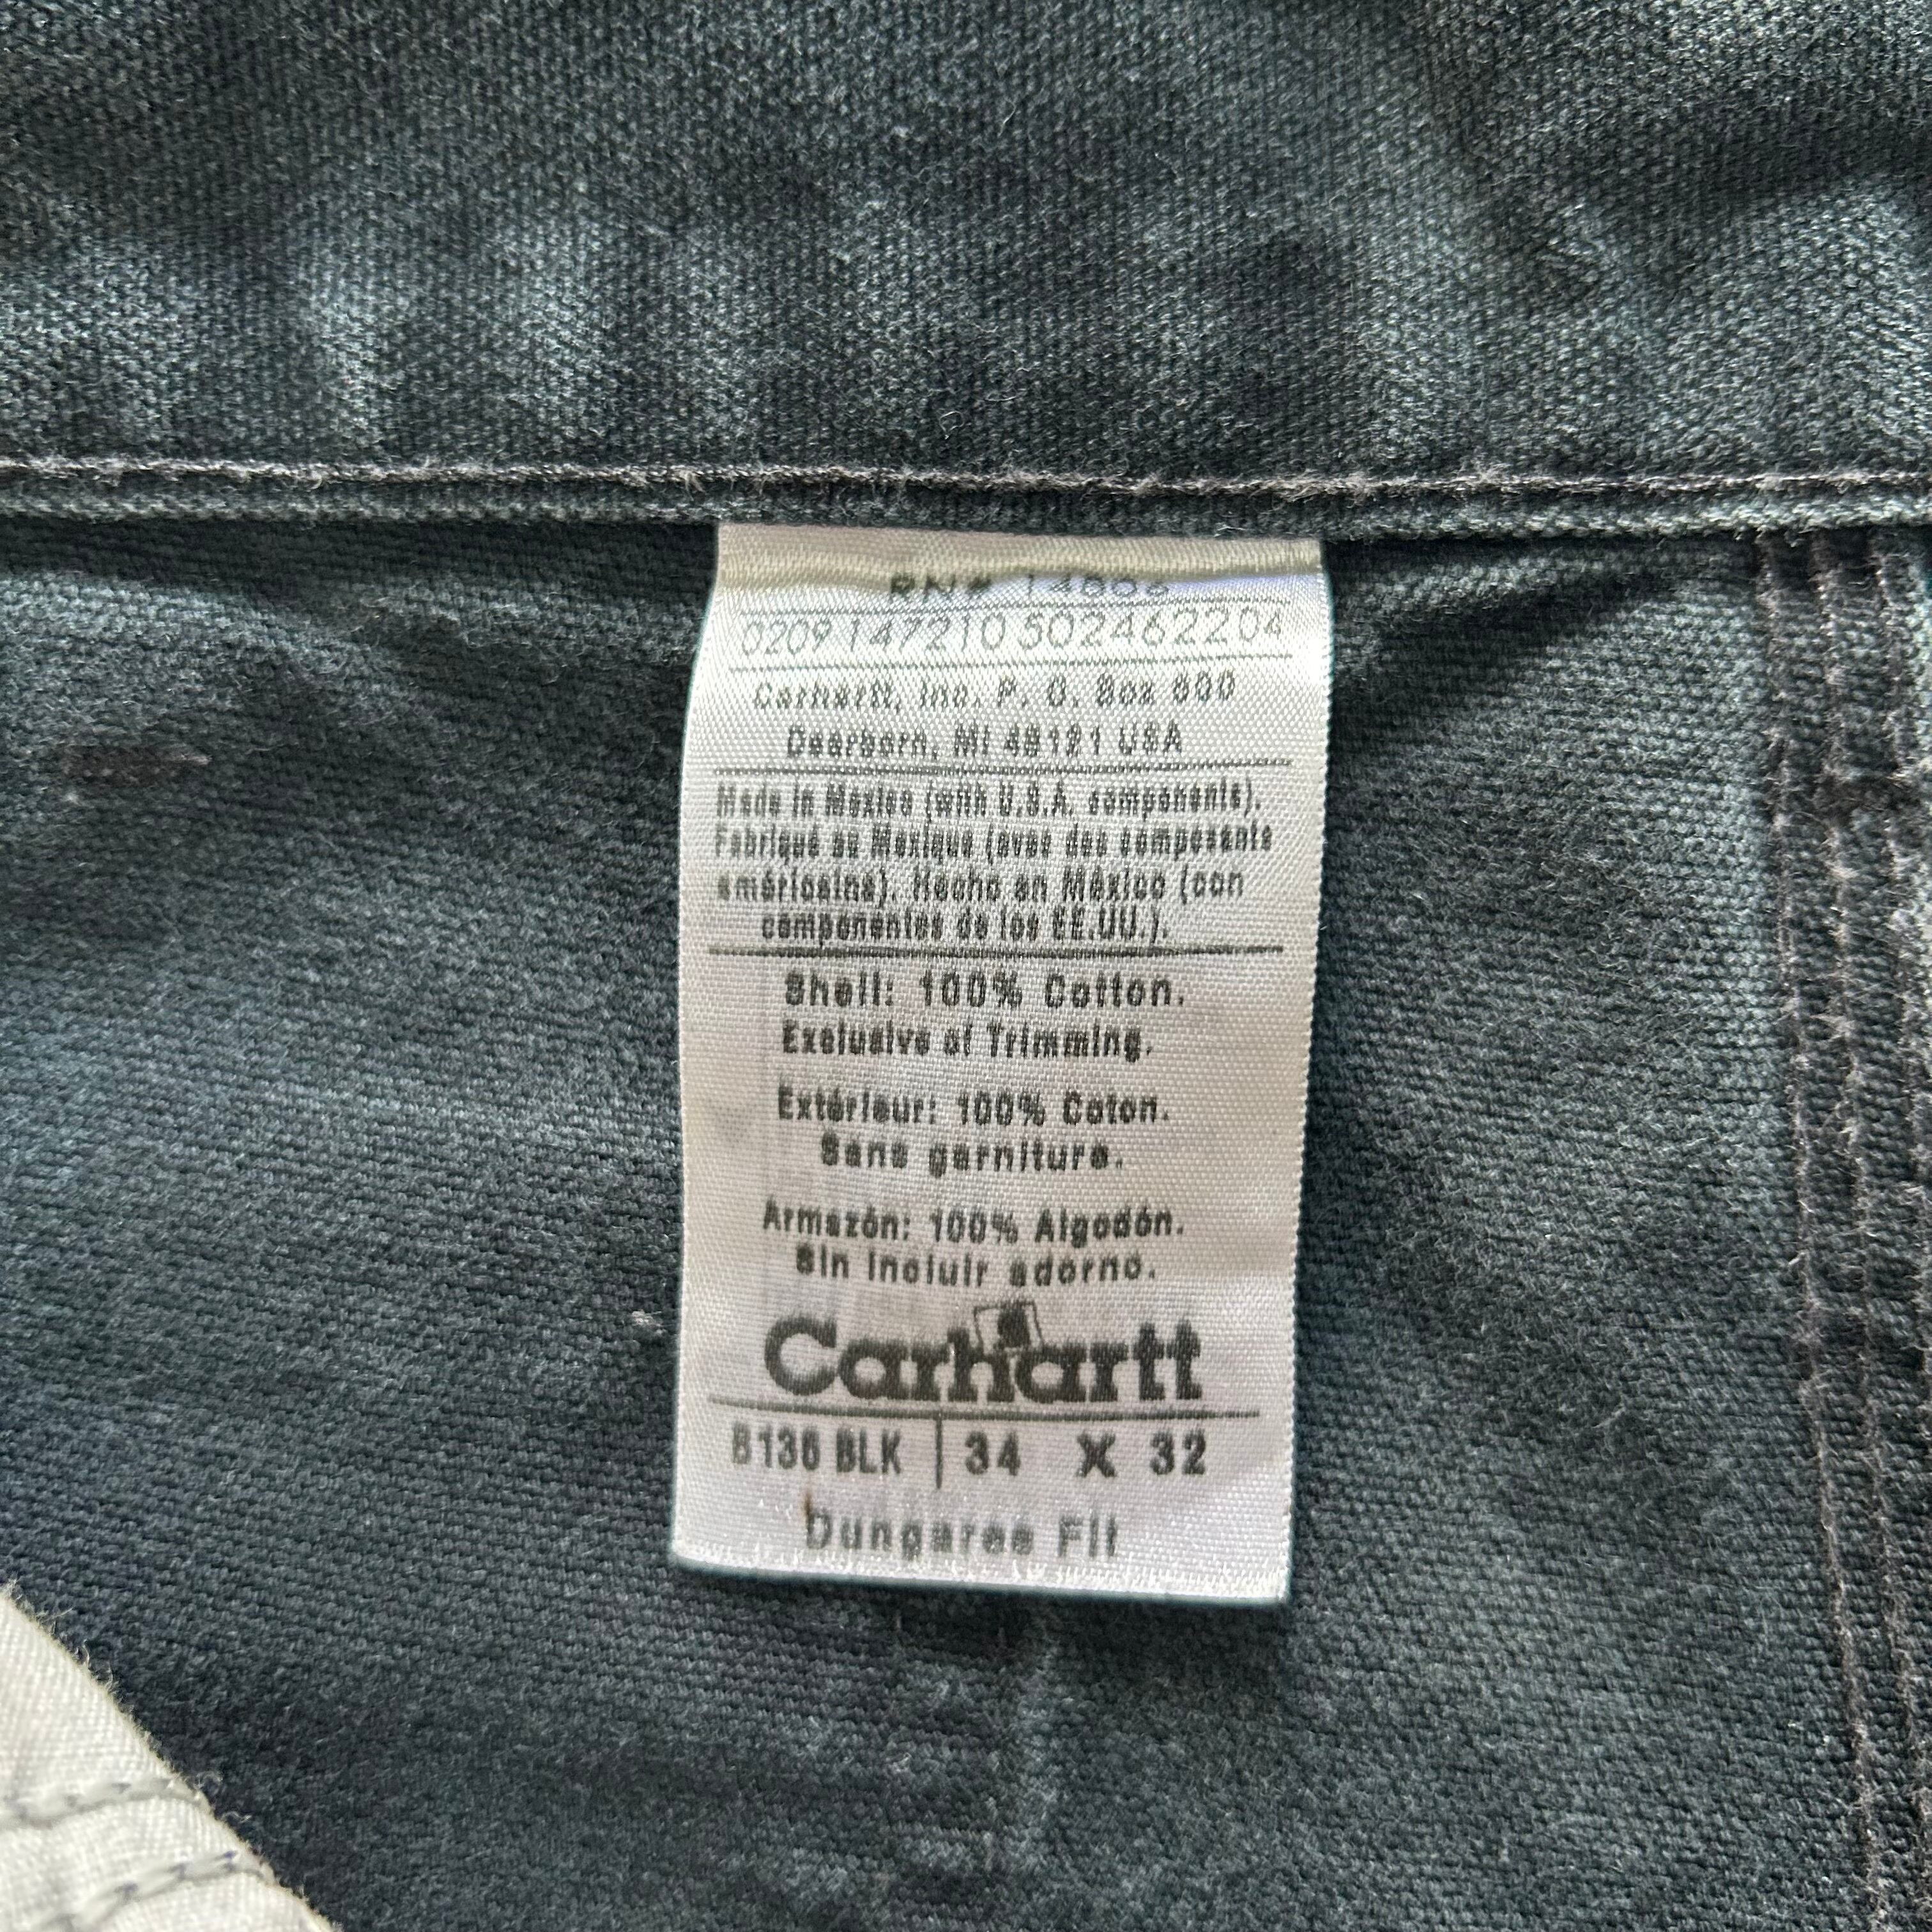 RN# 14806
0209 147210 502462204
Carhartt, Inc. P. O. Box 600
Dearborn, MI 48121 USA
Made in Mexico (with U.S.A. components).
Fabriqué au Mexique (avec des composants
américains). Hecho en México (con
componentes de los EE.UU.).
Shell: 100% Cotton.
Exclusive of Trimming.
Extérieur: 100% Coton.
Sans garniture.
Armazón: 100% Algodón.
Sin incluir adorno.
Carhartt
B136 BLK | 34 X 32
Dungaree Fit